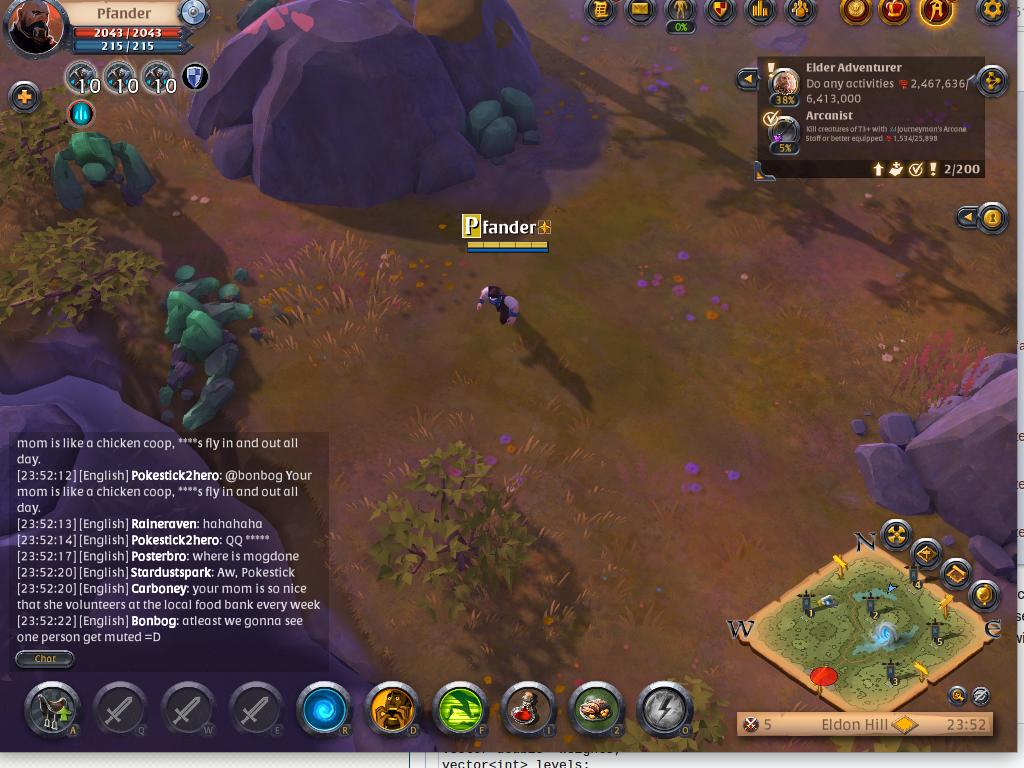 Pfander
2043 / 2043
215 / 215
10 10 10
0%
Elder Adventurer
Do any activities 2,467,636/
6,413,000
38%
Arcanist
Kill creatures of T3+ with Journeyman's Arcane
Staff or better equipped 1,534/25,898
5%
2/200
Pfander
mom is like a chicken coop, ****s fly in and out all
day.
[23:52:12] [English] Pokestick2hero: @bonbog Your
mom is like a chicken coop, ****s fly in and out all
day.
[23:52:13] [English] Raineraven: hahahaha
[23:52:14] [English] Pokestick2hero: QQ *****
[23:52:17] [English] Posterbro: where is mogdone
[23:52:20] [English] Stardustspark: Aw, Pokestick
[23:52:20] [English] Carboney: your mom is so nice
that she volunteers at the local food bank every week
[23:52:22] [English] Bonbog: atleast we gonna see
one person get muted =D
Chat
N
W
E
1
2
3
4
5
A Q W E R D F 1 2 O
5 Eldon Hill 23:52
vector<int> levels;